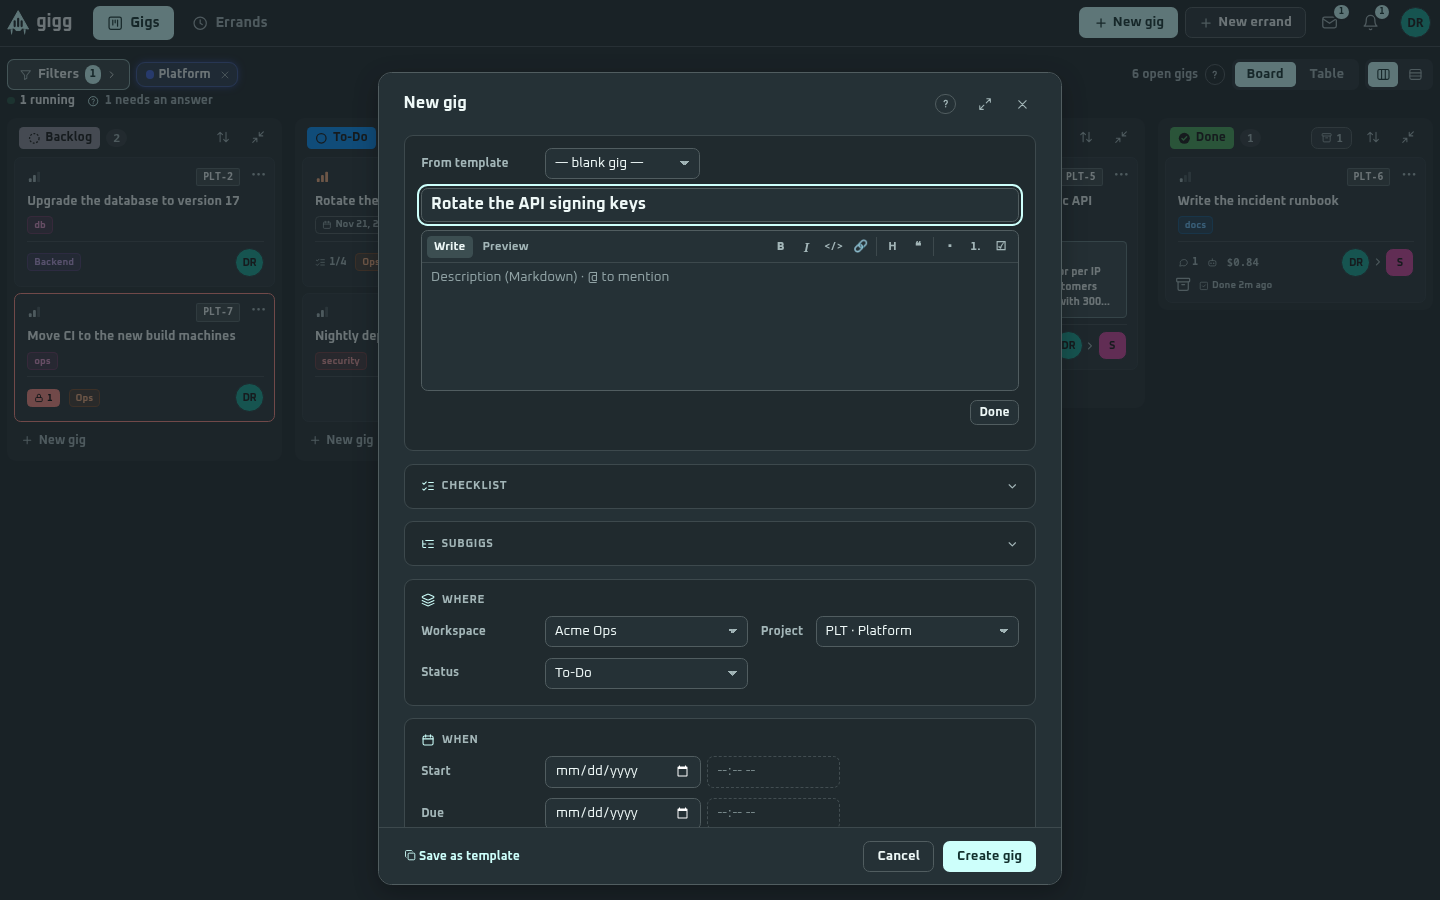 gigg
Gigs
Errands
New gig
New errand
1
1
DR
Filters 1
Platform
1 running
1 needs an answer
6 open gigs
?
Board
Table
Backlog 2
PLT-2
Upgrade the database to version 17
db
Backend
DR
PLT-7
Move CI to the new build machines
ops
1
Ops
DR
New gig
To-Do
Rotate the
Nov 21, 2
1/4
Nightly
security
New gig
New gig
?
From template
— blank gig —
Rotate the API signing keys
Write
Preview
B I </> H ❝ • 1. ☑
Description (Markdown) · @ to mention
Done
CHECKLIST
SUBGIGS
WHERE
Workspace
Acme Ops
Project
PLT · Platform
Status
To-Do
WHEN
Start
mm/dd/yyyy
--:-- --
Due
mm/dd/yyyy
--:-- --
Save as template
Cancel
Create gig
PLT-5
API
per IP
with 300...
DR
S
Done 1
1
PLT-6
Write the incident runbook
docs
1
$0.84
DR
S
Done 2m ago